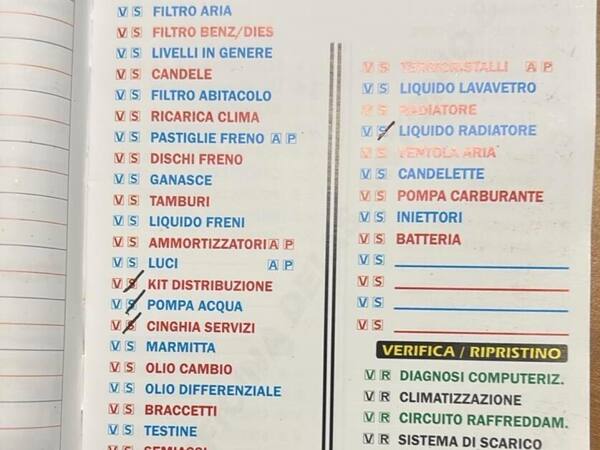 V S FILTRO ARIA
V S FILTRO BENZ/DIES
V S LIVELLI IN GENERE
V S CANDELE
V S FILTRO ABITACOLO
V S RICARICA CLIMA
V S PASTIGLIE FRENO A P
V S DISCHI FRENO
V S GANASCE
V S TAMBURI
V S LIQUIDO FRENI
V S AMMORTIZZATORI A P
V S LUCI A P
V S KIT DISTRIBUZIONE
V S POMPA ACQUA
V S CINGHIA SERVIZI
V S MARMITTA
V S OLIO CAMBIO
V S OLIO DIFFERENZIALE
V S BRACCETTI
V S TESTINE
V S SEMIASSI
V S TERGICRISTALLI A P
V S LIQUIDO LAVAVETRO
V S RADIATORE
V S LIQUIDO RADIATORE
V S VENTOLA ARIA
V S CANDELETTE
V S POMPA CARBURANTE
V S INIETTORI
V S BATTERIA
V S
V S
V S
V S
VERIFICA / RIPRISTINO
V R DIAGNOSI COMPUTERIZ.
V R CLIMATIZZAZIONE
V R CIRCUITO RAFFREDDAM.
V R SISTEMA DI SCARICO